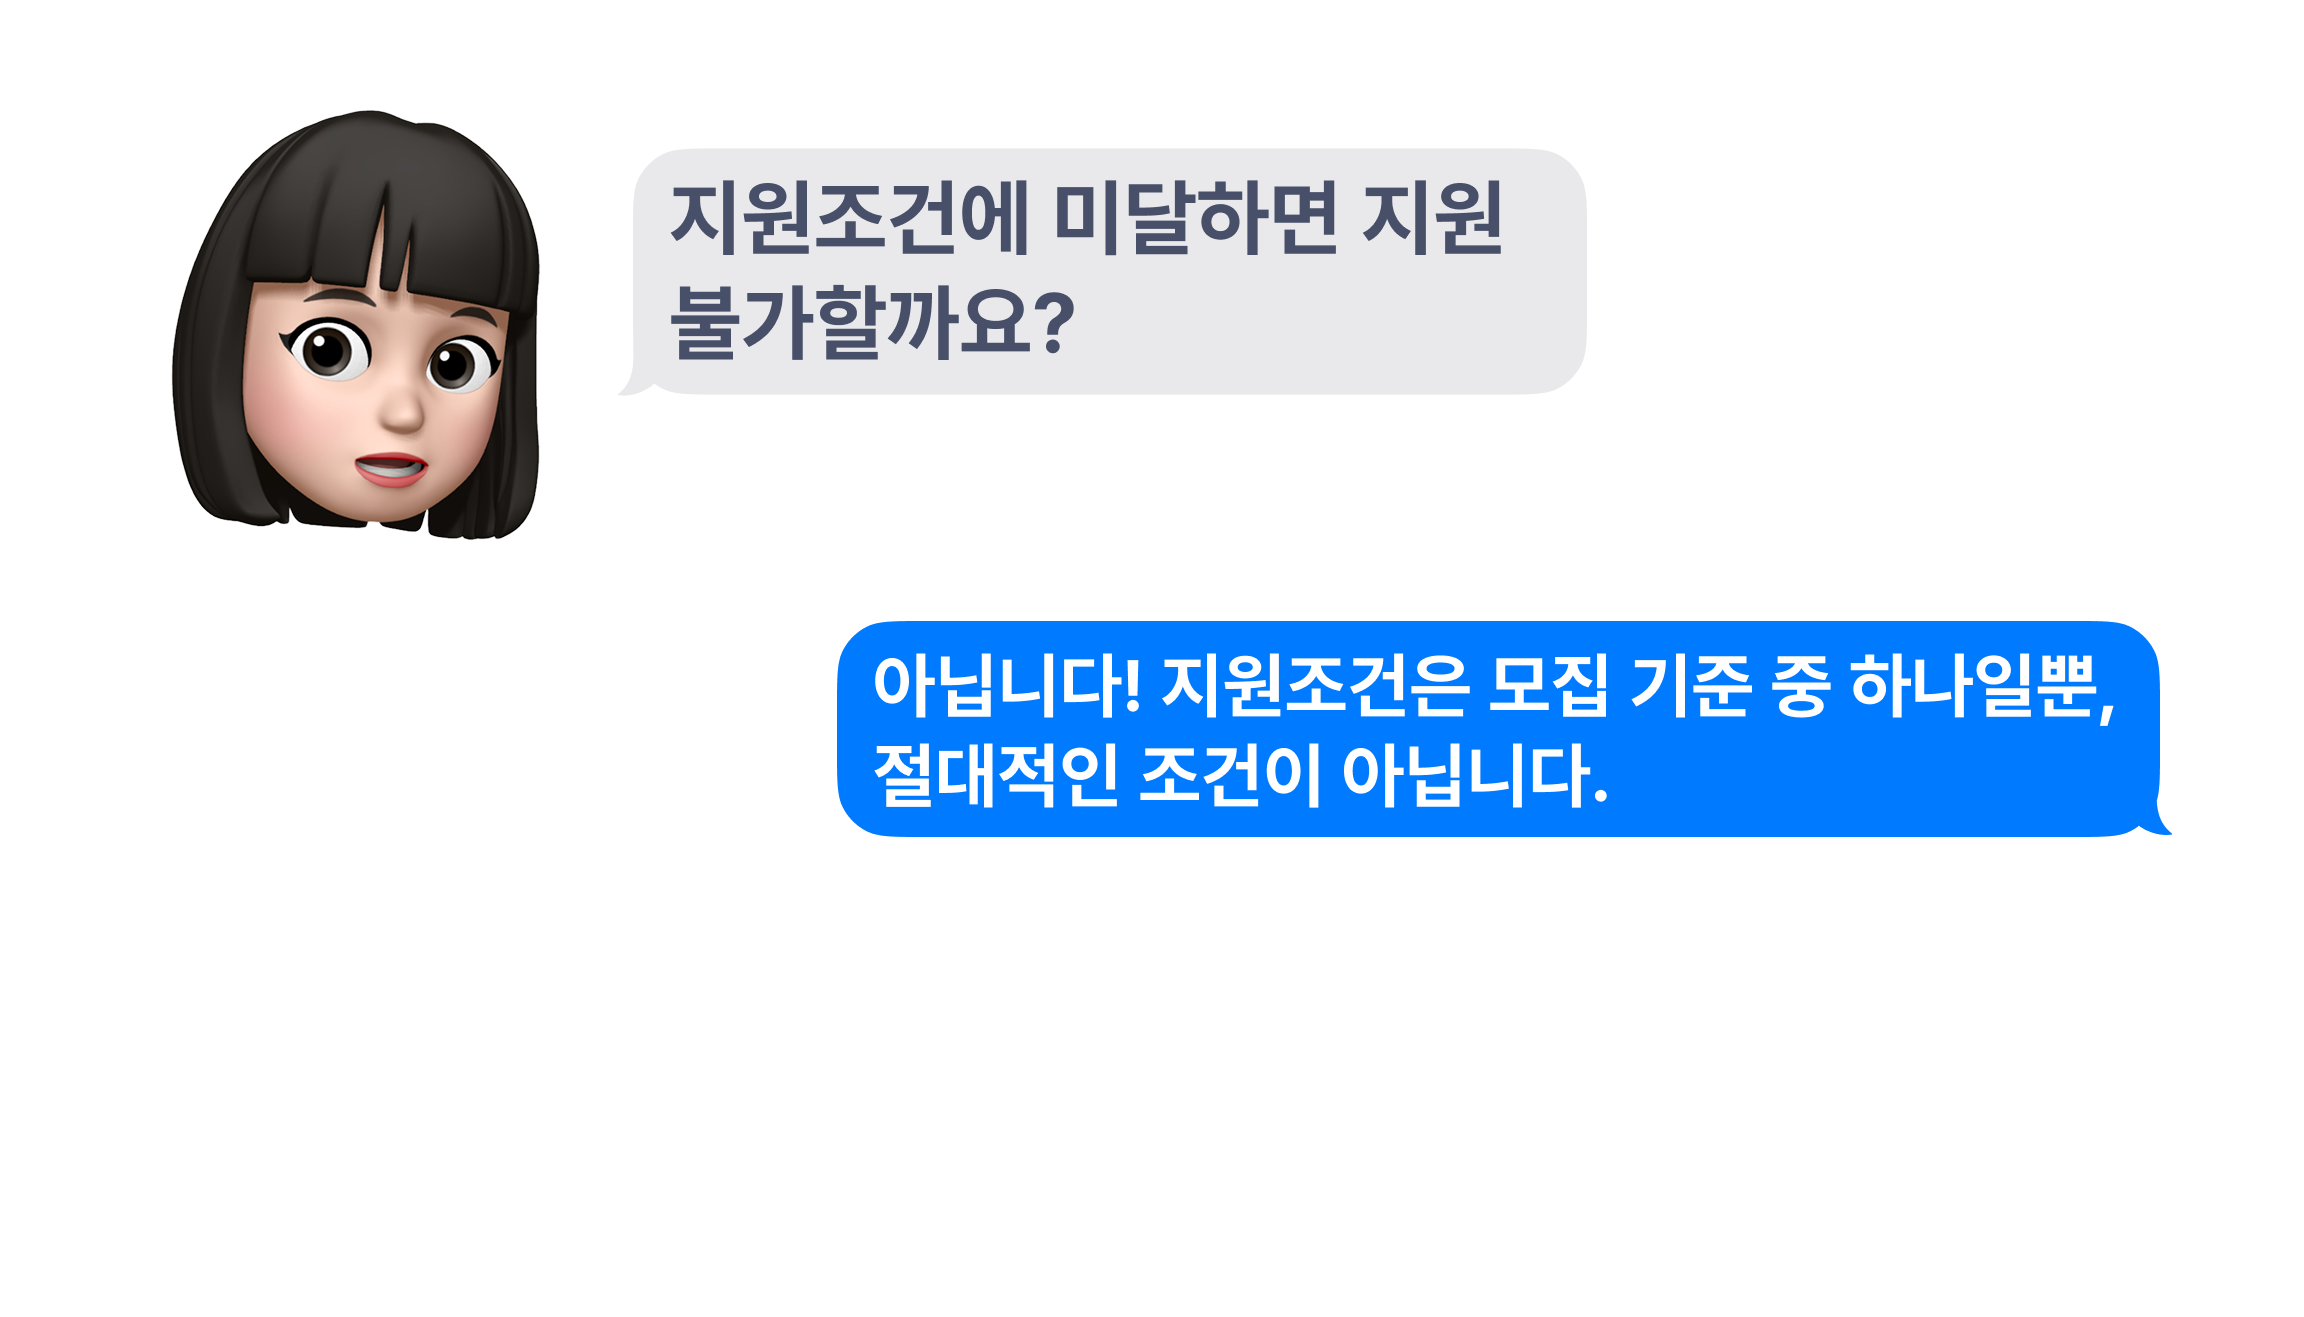 지원조건에 미달하면 지원
불가할까요?
아닙니다! 지원조건은 모집 기준 중 하나일뿐,
절대적인 조건이 아닙니다.